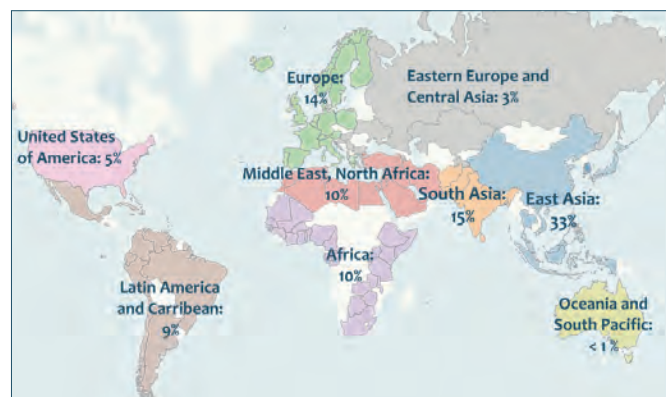 Europe:
14%
Eastern Europe and
Central Asia: 3%
United States
of America: 5%
Middle East, North Africa:
10%
South Asia:
15%
East Asia:
33%
Africa:
10%
Latin America
and Carribean:
9%
Oceania and
South Pacific:
< 1 %